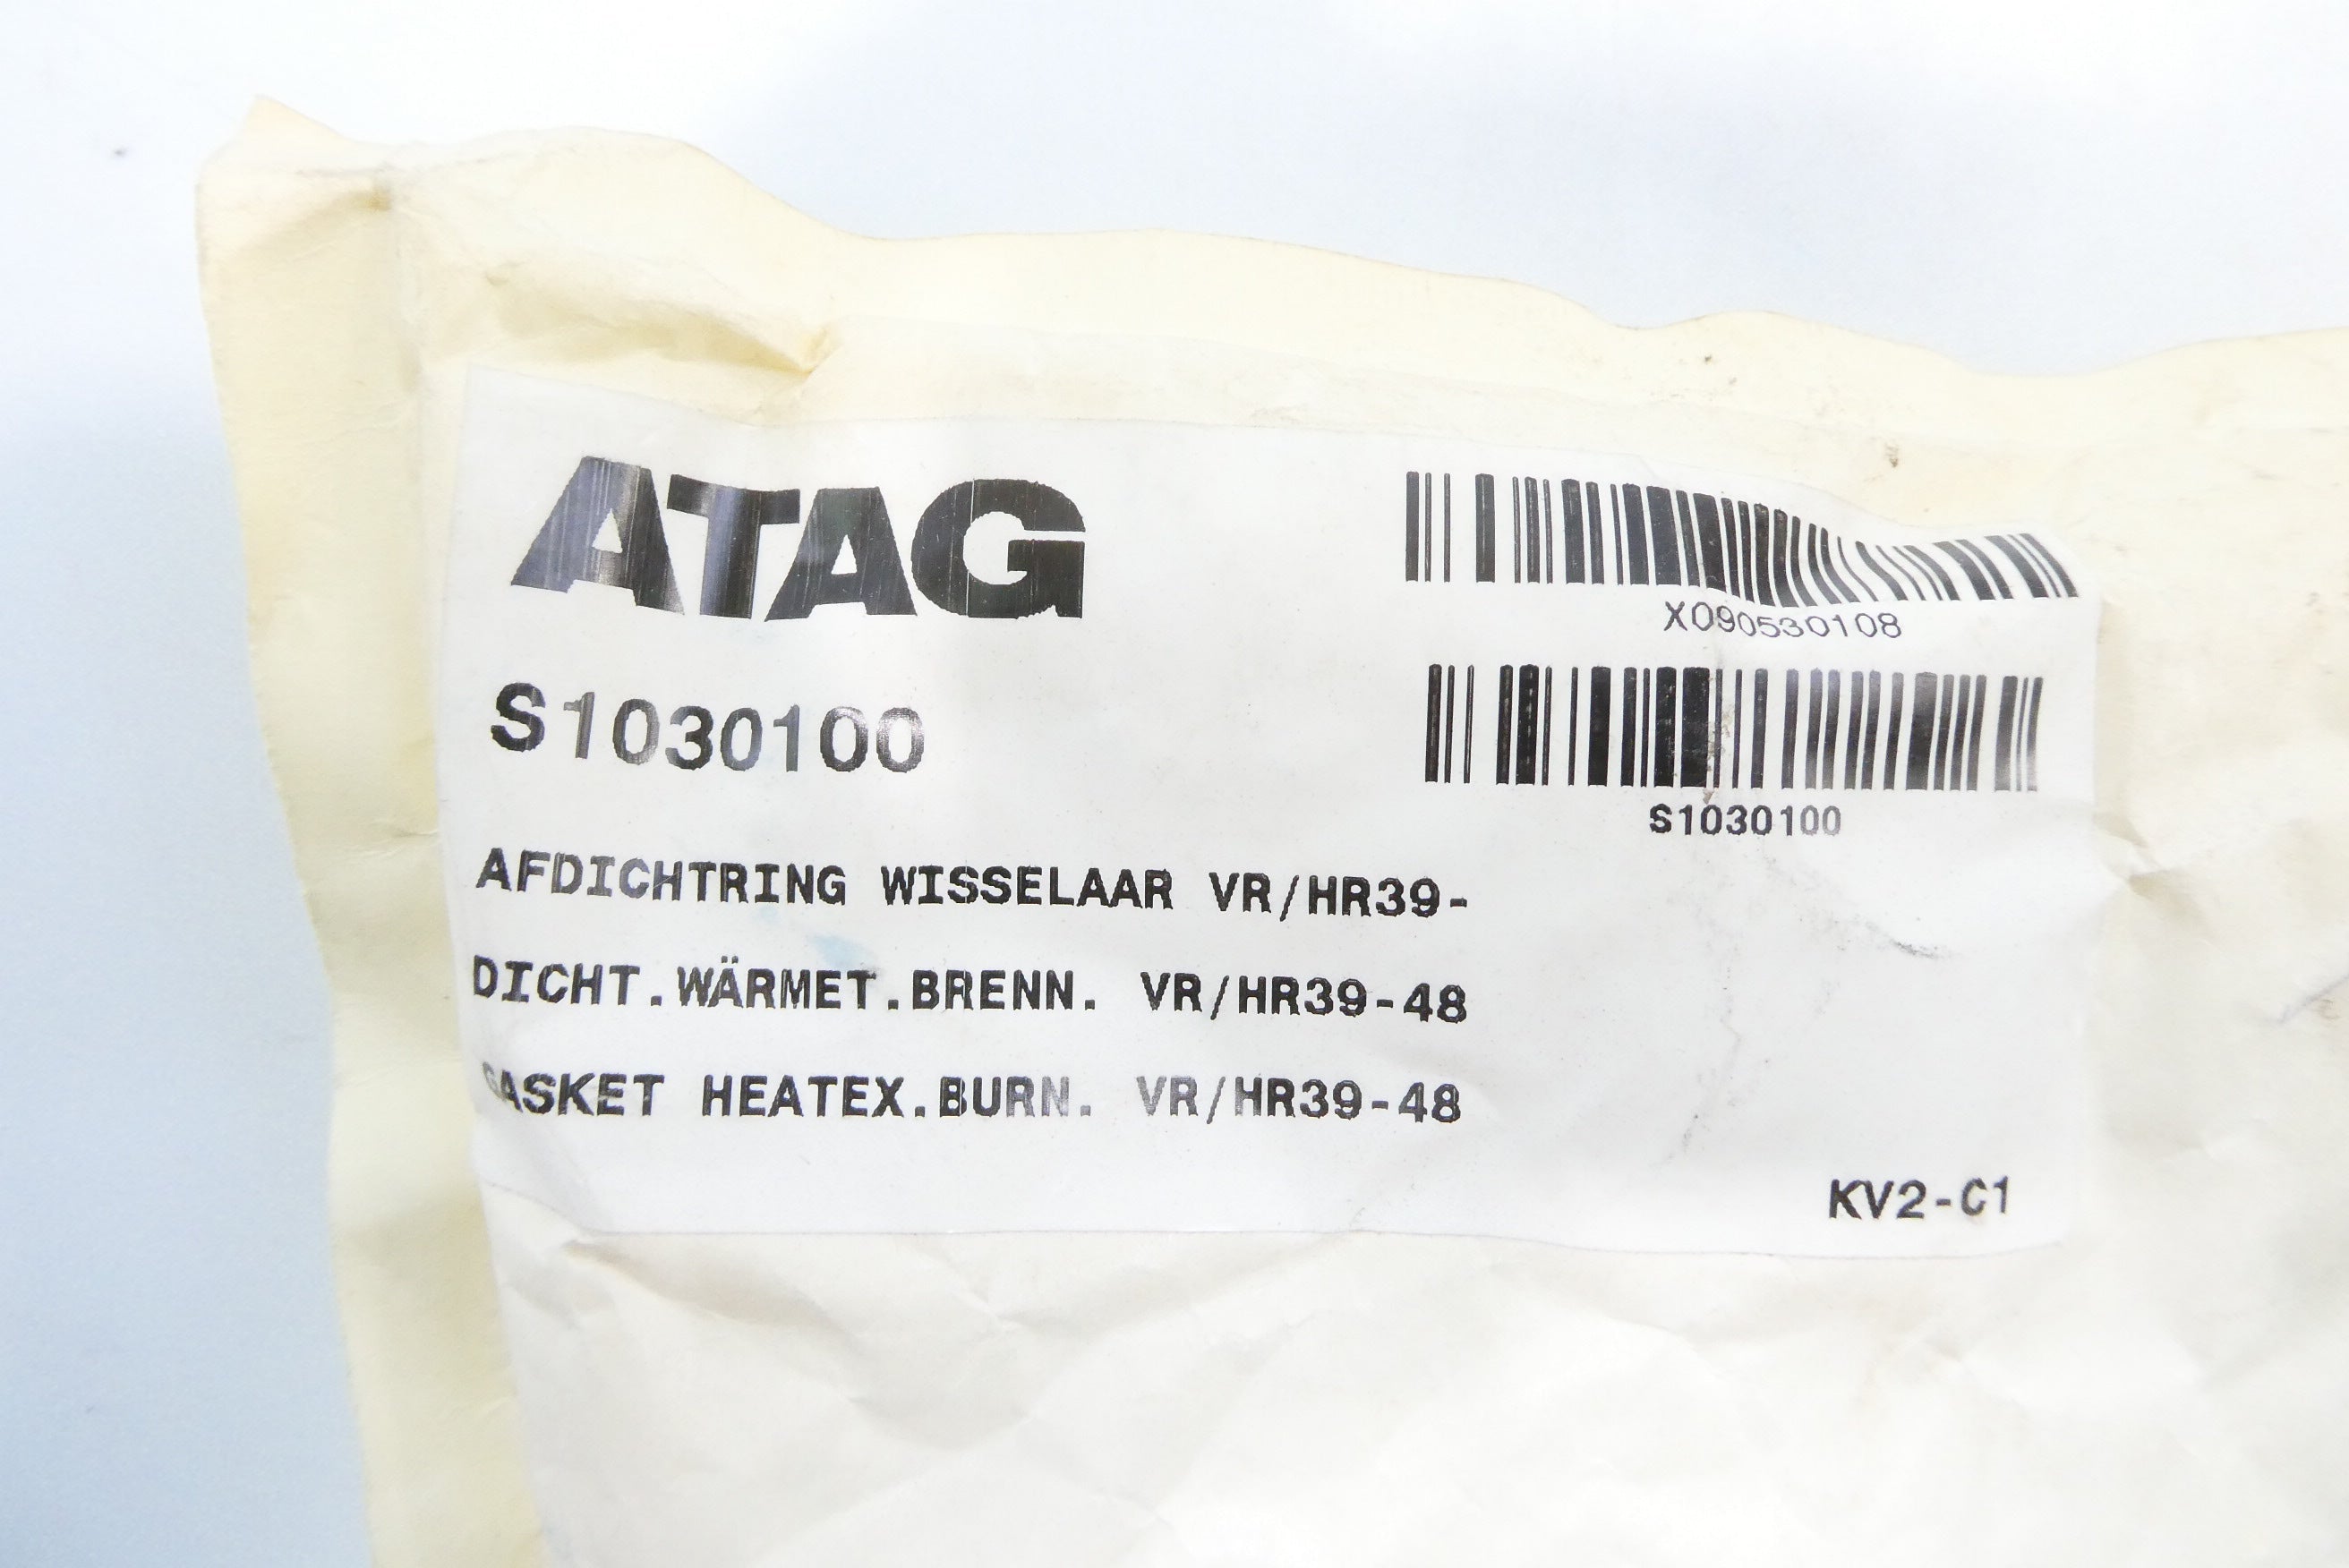 ATAG
X090530108
S1030100
S1030100
AFDICHTRING WISSELAAR VR/HR39-
DICHT.WÄRMET.BRENN. VR/HR39-48
GASKET HEATEX.BURN. VR/HR39-48
KV2-C1